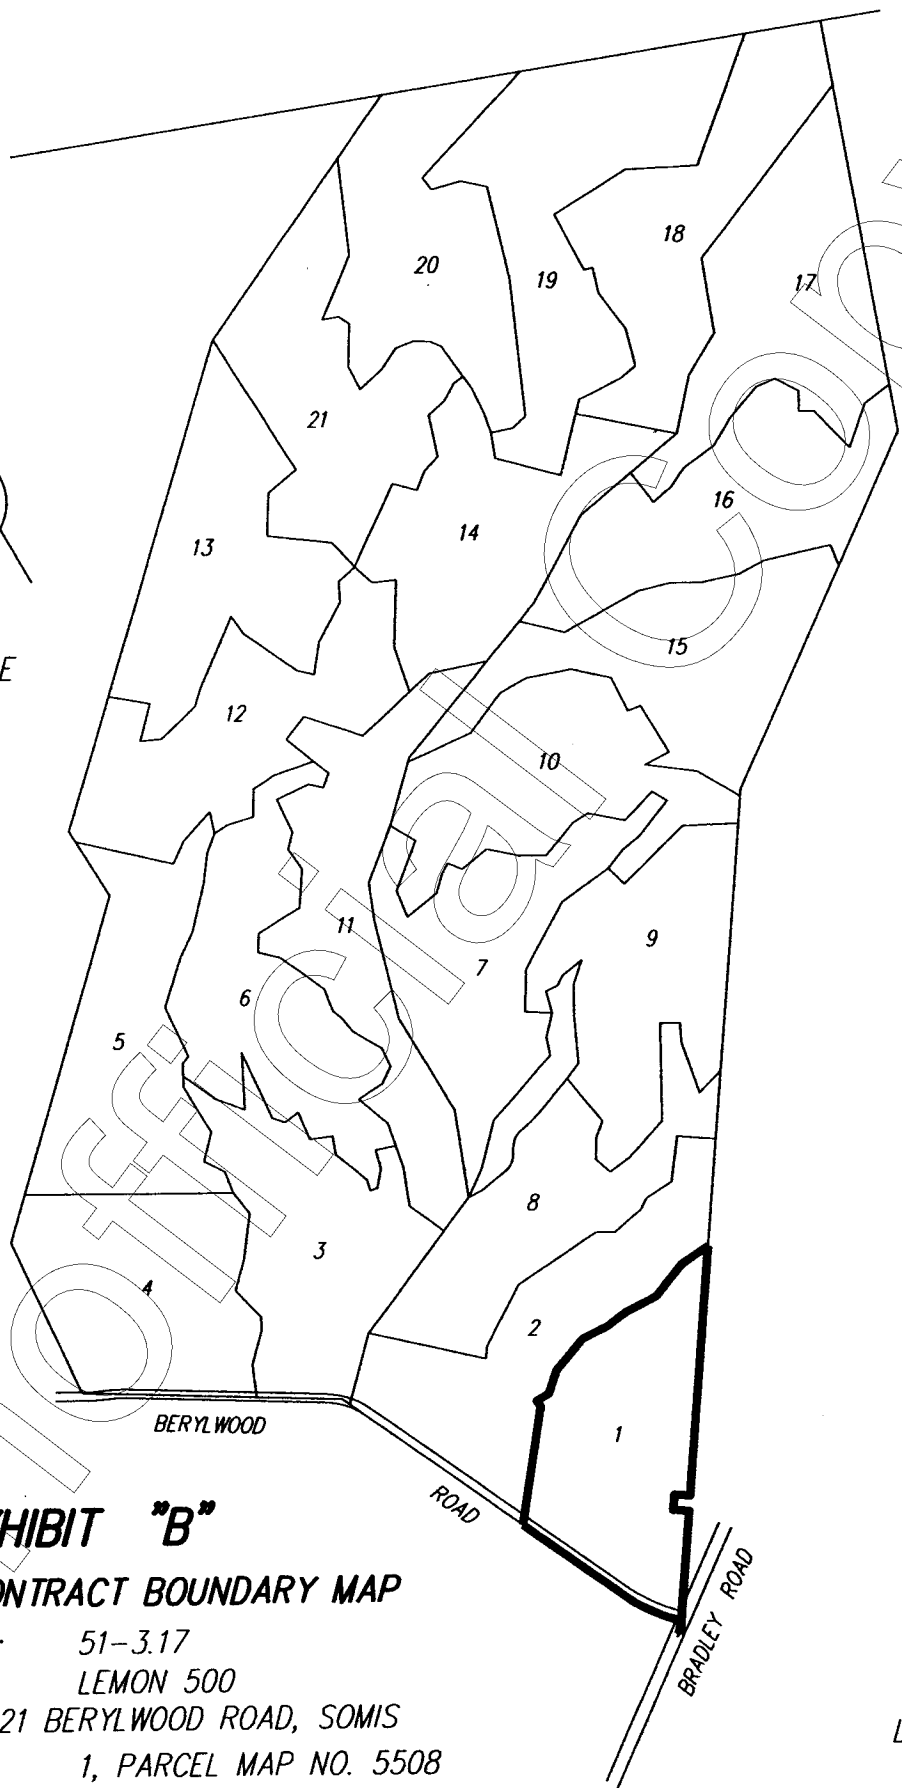 20
18
19
17
21
16
13
14
E
15
12
10
11
9
7
6
5
8
3
4
2
1
BERYLWOOD
ROAD
BRADLEY ROAD
HIBIT "B"
ONTRACT BOUNDARY MAP
51-3.17
LEMON 500
21 BERYLWOOD ROAD, SOMIS
1, PARCEL MAP NO. 5508
L